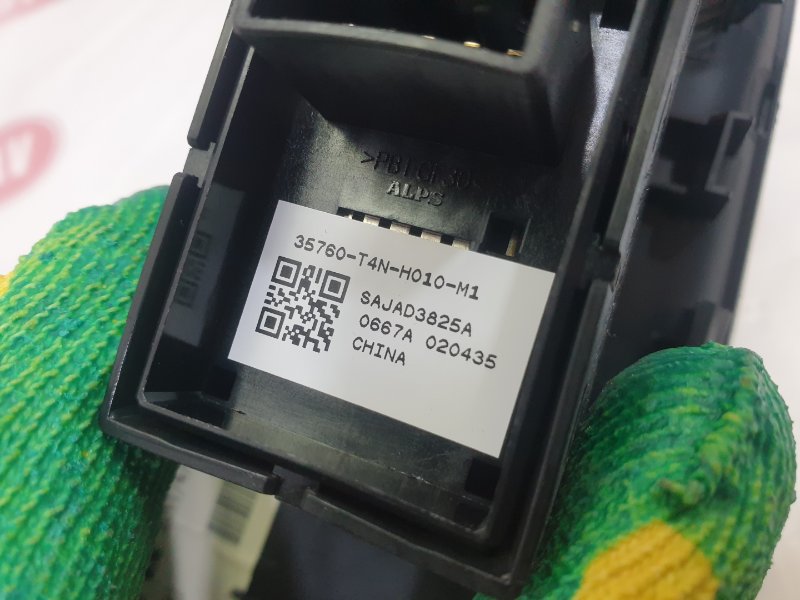 >PBT GF30<
ALPS
35760-T4N-H010-M1
SAJAD3825A
0667A 020435
CHINA